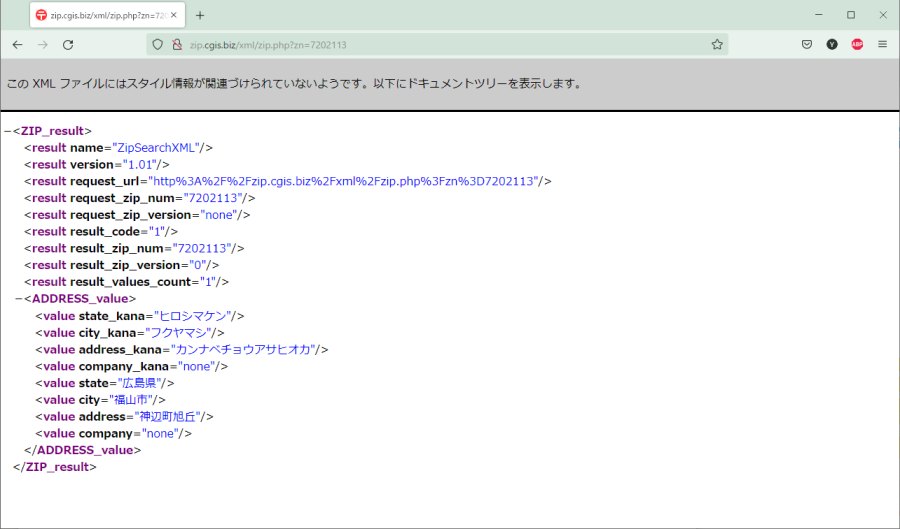 zip.cgis.biz/xml/zip.php?zn=720
zip.cgis.biz/xml/zip.php?zn=7202113
Y
ABP
この XML ファイルにはスタイル情報が関連づけられていないようです。以下にドキュメントツリーを表示します。
−<ZIP_result>
<result name="ZipSearchXML"/>
<result version="1.01"/>
<result request_url="http%3A%2F%2Fzip.cgis.biz%2Fxml%2Fzip.php%3Fzn%3D7202113"/>
<result request_zip_num="7202113"/>
<result request_zip_version="none"/>
<result result_code="1"/>
<result result_zip_num="7202113"/>
<result result_zip_version="0"/>
<result result_values_count="1"/>
−<ADDRESS_value>
<value state_kana="ヒロシマケン"/>
<value city_kana="フクヤマシ"/>
<value address_kana="カンナベチョウアサヒオカ"/>
<value company_kana="none"/>
<value state="広島県"/>
<value city="福山市"/>
<value address="神辺町旭丘"/>
<value company="none"/>
</ADDRESS_value>
</ZIP_result>